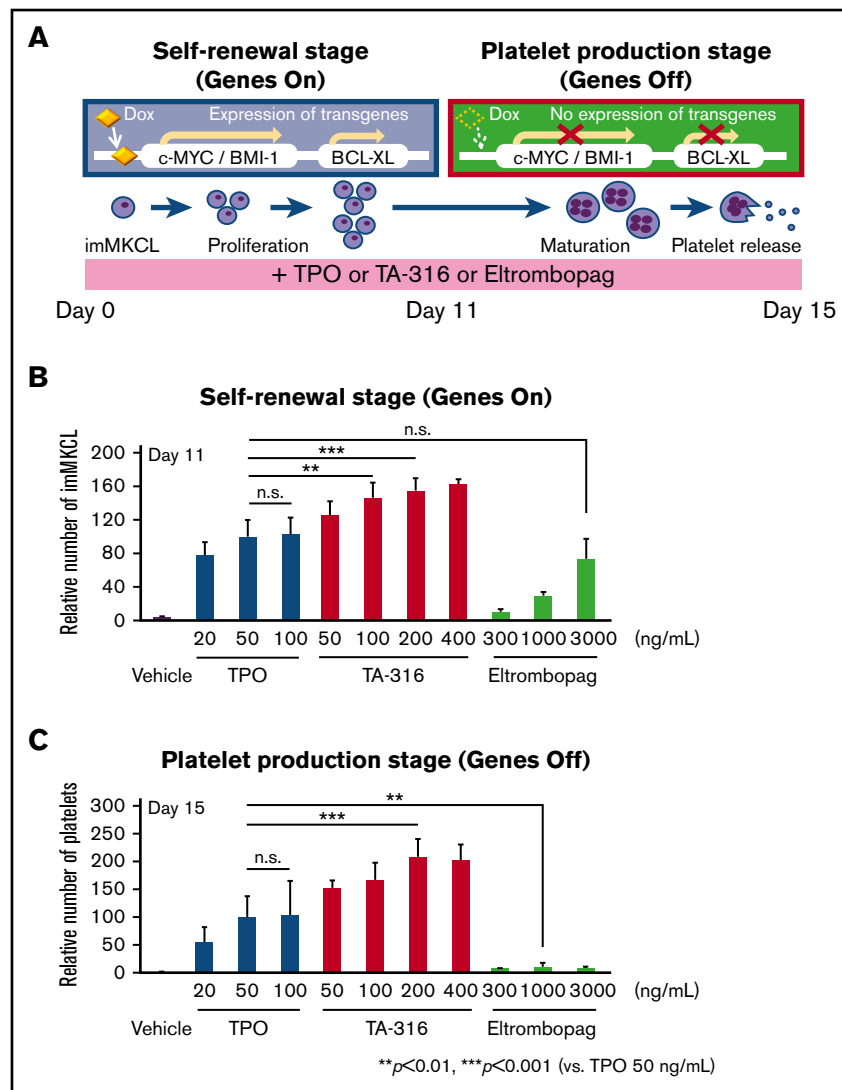 A
Self-renewal stage
(Genes On)
Platelet production stage
(Genes Off)
Dox
Expression of transgenes
c-MYC / BMI-1
BCL-XL
Dox
No expression of transgenes
c-MYC / BMI-1
BCL-XL
imMKCL
Proliferation
Maturation
Platelet release
+ TPO or TA-316 or Eltrombopag
Day 0
Day 11
Day 15
B
Self-renewal stage (Genes On)
Relative number of imMKCL
200
160
120
80
40
0
Day 11
n.s.
***
**
n.s.
20 50 100 50 100 200 400 300 1000 3000 (ng/mL)
Vehicle TPO TA-316 Eltrombopag
C
Platelet production stage (Genes Off)
Relative number of platelets
300
250
200
150
100
50
0
Day 15
**
***
n.s.
20 50 100 50 100 200 400 300 1000 3000 (ng/mL)
Vehicle TPO TA-316 Eltrombopag
**p<0.01, ***p<0.001 (vs. TPO 50 ng/mL)